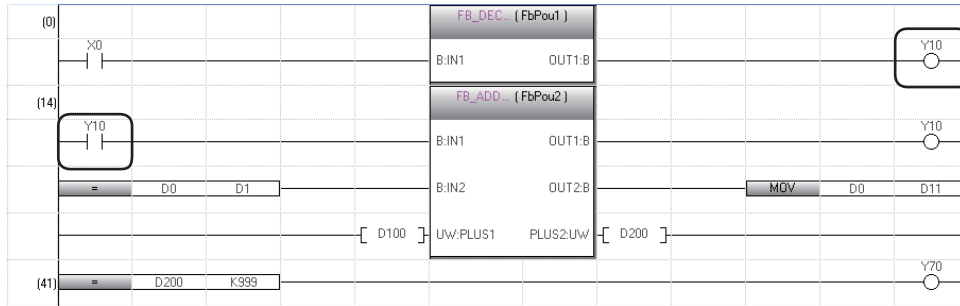 (0) FB_DEC... (FbPou1)
X0 Y10
B:IN1 OUT1:B
(14) FB_ADD... (FbPou2)
Y10 Y10
B:IN1 OUT1:B
= D0 D1 B:IN2 OUT2:B MOV D0 D11
D100 UW:PLUS1 PLUS2:UW D200
Y70
(41) = D200 K999